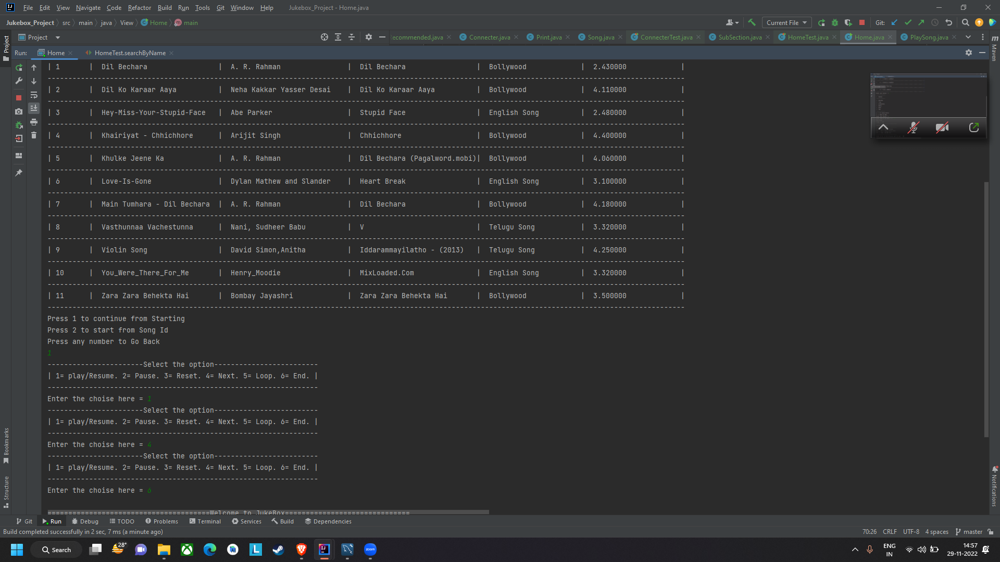 File Edit View Navigate Code Refactor Build Run Tools Git Window Help Jukebox_Project - Home.java
Jukebox_Project src main java View Home main Current File Git:
Project ecommended.java Connecter.java Print.java Song.java ConnecterTest.java SubSection.java HomeTest.java Home.java PlaySong.java
Run: Home HomeTest.searchByName
| 1 | Dil Bechara | A. R. Rahman | Dil Bechara | Bollywood | 2.430000 |
| 2 | Dil Ko Karaar Aaya | Neha Kakkar Yasser Desai | Dil Ko Karaar Aaya | Bollywood | 4.110000 |
| 3 | Hey-Miss-Your-Stupid-Face | Abe Parker | Stupid Face | English Song | 2.480000 |
| 4 | Khairiyat - Chhichhore | Arijit Singh | Chhichhore | Bollywood | 4.400000 |
| 5 | Khulke Jeene Ka | A. R. Rahman | Dil Bechara (Pagalword.mobi)| Bollywood | 4.060000 |
| 6 | Love-Is-Gone | Dylan Mathew and Slander | Heart Break | English Song | 3.100000 |
| 7 | Main Tumhara - Dil Bechara | A. R. Rahman | Dil Bechara | Bollywood | 4.180000 |
| 8 | Vasthunnaa Vachestunna | Nani, Sudheer Babu | V | Telugu Song | 3.320000 |
| 9 | Violin Song | David Simon,Anitha | Iddarammayilatho - (2013) | Telugu Song | 4.250000 |
| 10 | You_Were_There_For_Me | Henry_Moodie | MixLoaded.Com | English Song | 3.320000 |
| 11 | Zara Zara Behekta Hai | Bombay Jayashri | Zara Zara Behekta Hai | Bollywood | 3.500000 |
Press 1 to continue from Starting
Press 2 to start from Song Id
Press any number to Go Back
1
-----------------------Select the option-------------------------
| 1= play/Resume. 2= Pause. 3= Reset. 4= Next. 5= Loop. 6= End. |
Enter the choise here = 1
-----------------------Select the option-------------------------
| 1= play/Resume. 2= Pause. 3= Reset. 4= Next. 5= Loop. 6= End. |
Enter the choise here = 4
-----------------------Select the option-------------------------
| 1= play/Resume. 2= Pause. 3= Reset. 4= Next. 5= Loop. 6= End. |
Enter the choise here = 6
=======================================Welcome to JukeBox==============================
Project
Bookmarks
Structure
Maven
Notifications
Git Run Debug TODO Problems Terminal Services Build Dependencies
Build completed successfully in 2 sec, 7 ms (a minute ago) 70:26 CRLF UTF-8 4 spaces master
Search 28° zoom ENG IN 14:57 29-11-2022